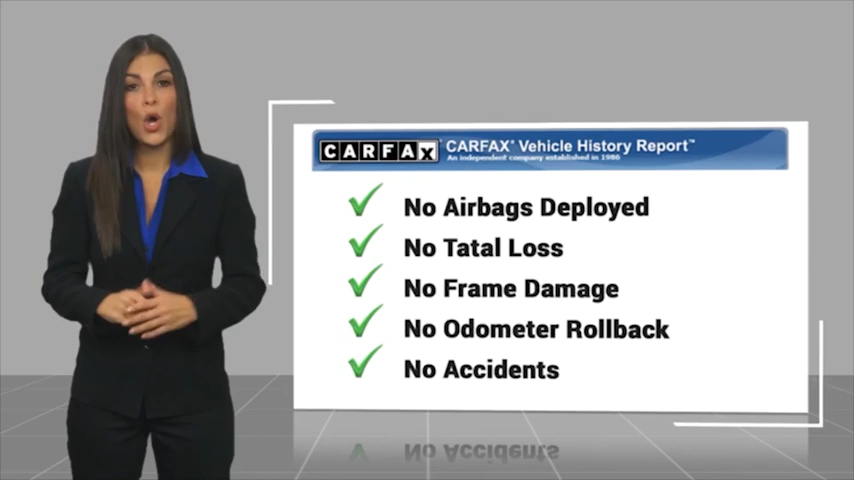 CARFAX CARFAX® Vehicle History Report™
An independent company established in 1986
No Airbags Deployed
No Tatal Loss
No Frame Damage
No Odometer Rollback
No Accidents
No Accidents